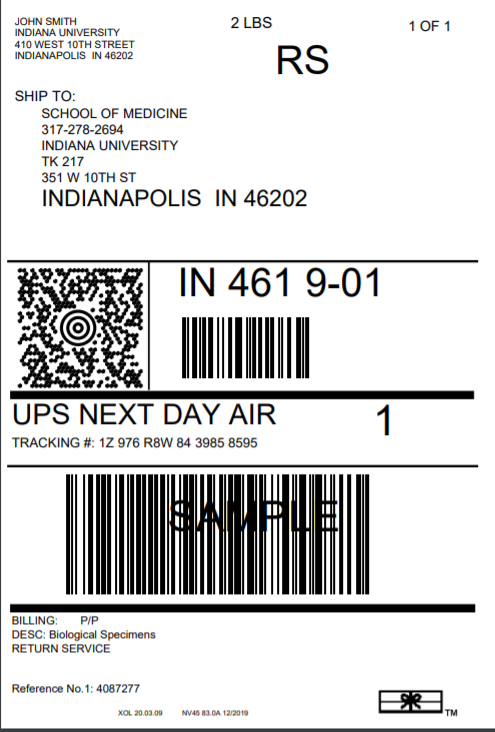 JOHN SMITH
INDIANA UNIVERSITY
410 WEST 10TH STREET
INDIANAPOLIS  IN 46202
2 LBS
1 OF 1
RS
SHIP TO:
SCHOOL OF MEDICINE
317-278-2694
INDIANA UNIVERSITY
TK 217
351 W 10TH ST
INDIANAPOLIS  IN 46202
IN 461 9-01
UPS NEXT DAY AIR
1
TRACKING #: 1Z 976 R8W 84 3985 8595
SAMPLE
BILLING: P/P
DESC: Biological Specimens
RETURN SERVICE
Reference No.1: 4087277
XOL 20.03.09 NV45 83.0A 12/2019
TM